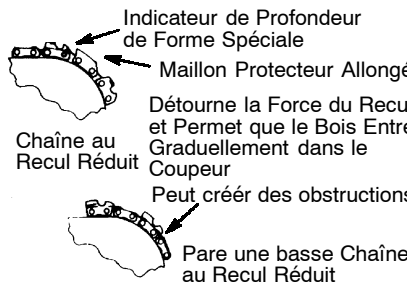 Indicateur de Profondeur
de Forme Spéciale
Maillon Protecteur Allongé
Détourne la Force du Recu
et Permet que le Bois Entre
Graduellement dans le
Coupeur
Chaîne au
Recul Réduit
Peut créér des obstructions
Pare une basse Chaîne
au Recul Réduit